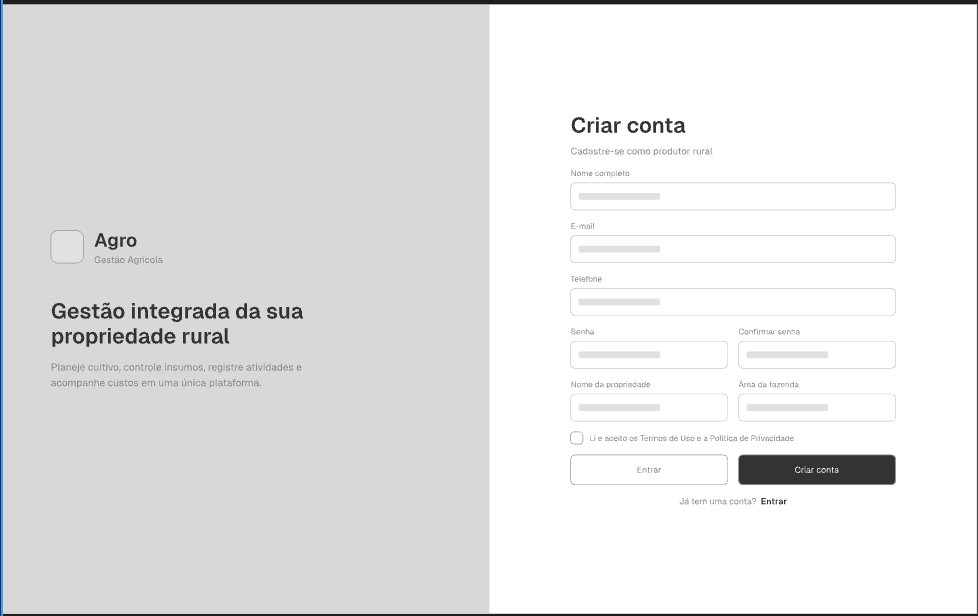 Agro
Gestão Agrícola
Gestão integrada da sua
propriedade rural
Planeje cultivo, controle insumos, registre atividades e
acompanhe custos em uma única plataforma.
Criar conta
Cadastre-se como produtor rural
Nome completo
E-mail
Telefone
Senha
Confirmar senha
Nome da propriedade
Área da fazenda
Li e aceito os Termos de Uso e a Política de Privacidade
Entrar
Criar conta
Já tem uma conta? Entrar